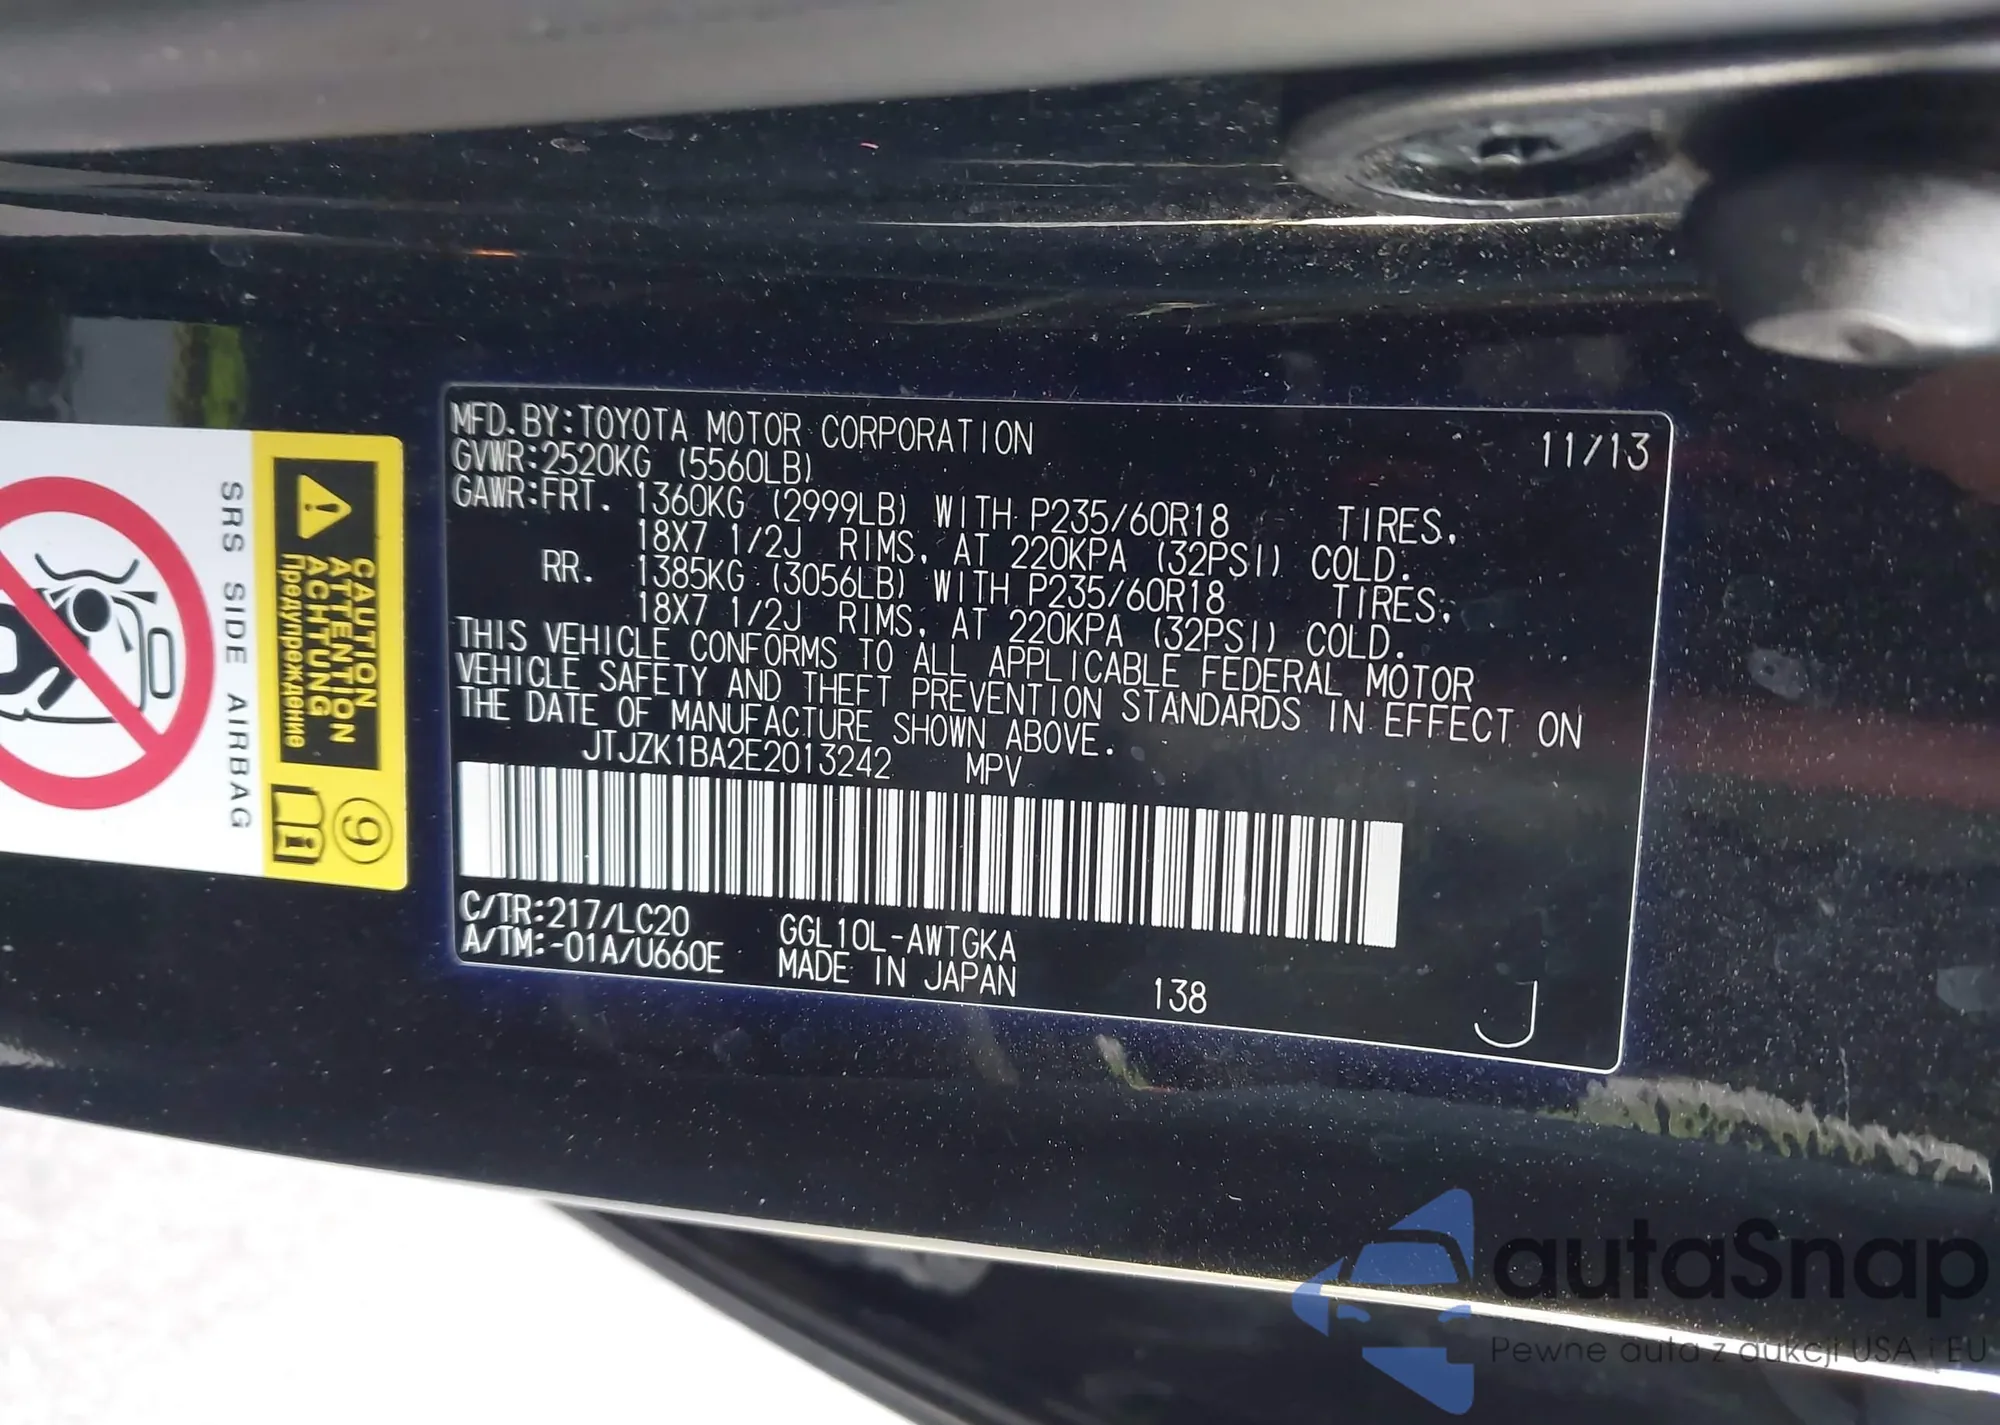 MFD. BY: TOYOTA MOTOR CORPORATION 11/13
GVWR: 2520KG (5560LB)
GAWR: FRT. 1360KG (2999LB) WITH P235/60R18 TIRES,
18X7 1/2J RIMS, AT 220KPA (32PSI) COLD.
RR. 1385KG (3056LB) WITH P235/60R18 TIRES,
18X7 1/2J RIMS, AT 220KPA (32PSI) COLD.
THIS VEHICLE CONFORMS TO ALL APPLICABLE FEDERAL MOTOR
VEHICLE SAFETY AND THEFT PREVENTION STANDARDS IN EFFECT ON
THE DATE OF MANUFACTURE SHOWN ABOVE.
JTJZK1BA2E2013242 MPV
C/TR: 217/LC20 GGL10L-AWTGKA
A/TM: -01A/U660E MADE IN JAPAN 138 J
CAUTION
ATTENTION
ACHTUNG
Предупреждение
9
SRS SIDE AIRBAG
autoSnap
Pewne auta z aukcji USA i EU